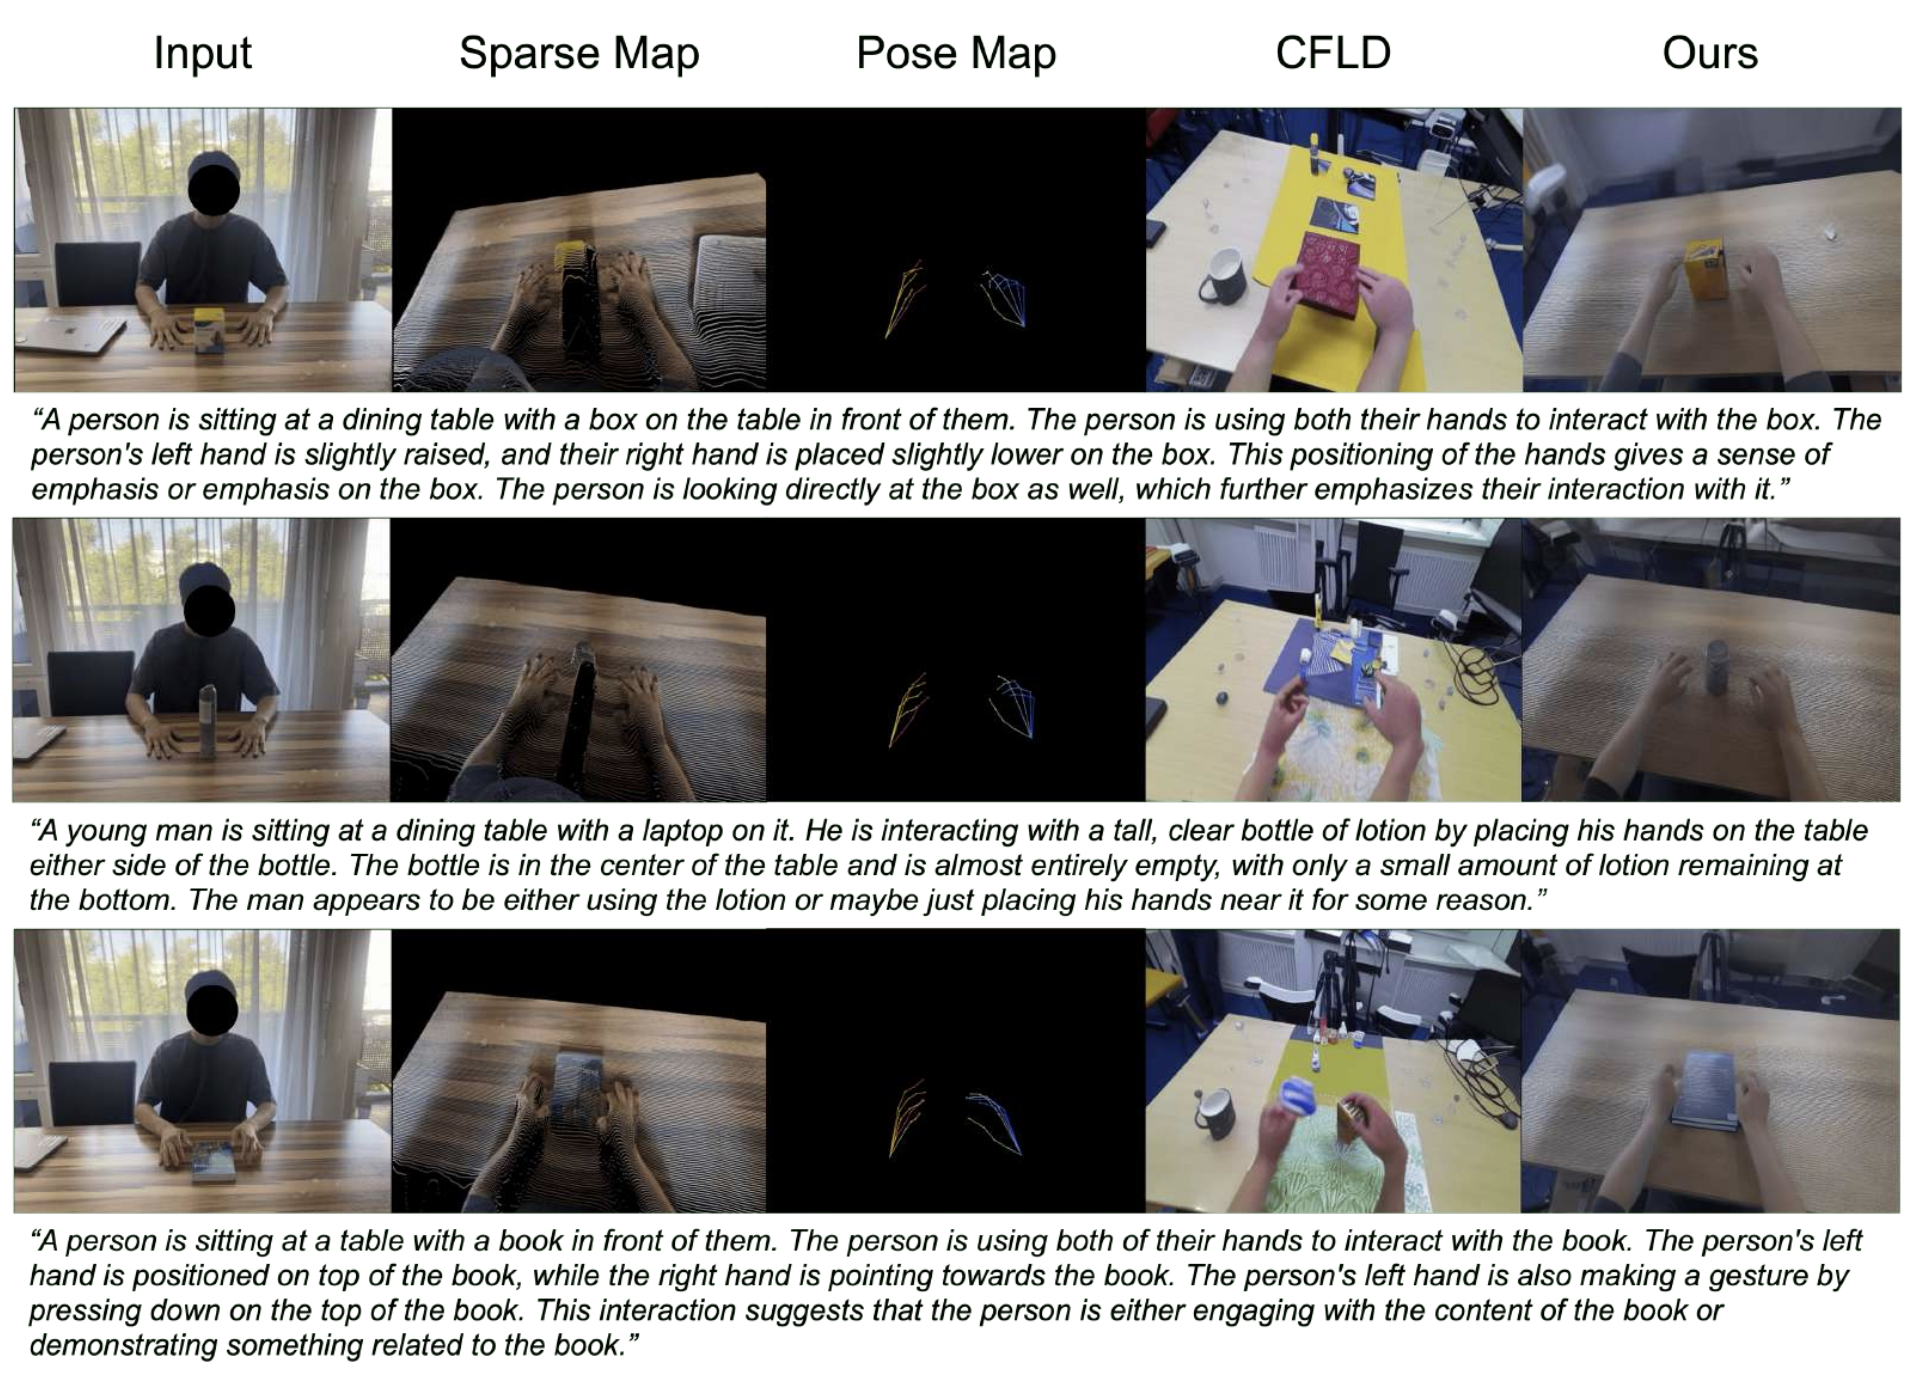 Input Sparse Map Pose Map CFLD Ours
“A person is sitting at a dining table with a box on the table in front of them. The person is using both their hands to interact with the box. The
person's left hand is slightly raised, and their right hand is placed slightly lower on the box. This positioning of the hands gives a sense of
emphasis or emphasis on the box. The person is looking directly at the box as well, which further emphasizes their interaction with it.”
“A young man is sitting at a dining table with a laptop on it. He is interacting with a tall, clear bottle of lotion by placing his hands on the table
either side of the bottle. The bottle is in the center of the table and is almost entirely empty, with only a small amount of lotion remaining at
the bottom. The man appears to be either using the lotion or maybe just placing his hands near it for some reason.”
“A person is sitting at a table with a book in front of them. The person is using both of their hands to interact with the book. The person's left
hand is positioned on top of the book, while the right hand is pointing towards the book. The person's left hand is also making a gesture by
pressing down on the top of the book. This interaction suggests that the person is either engaging with the content of the book or
demonstrating something related to the book.”